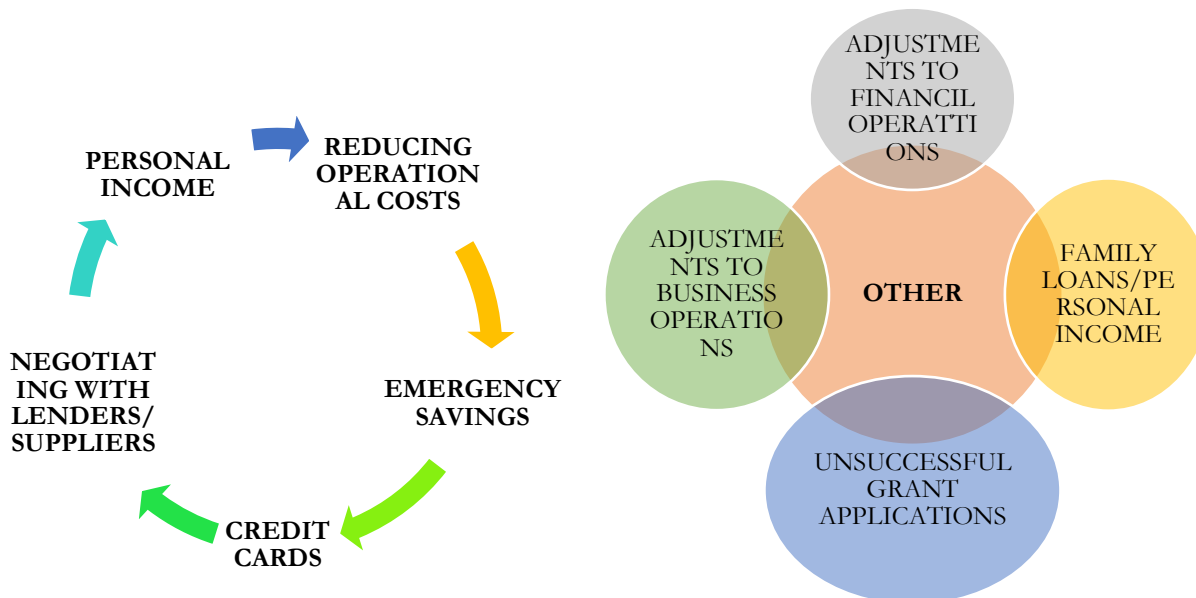 PERSONAL
INCOME
REDUCING
OPERATION
AL COSTS
EMERGENCY
SAVINGS
CREDIT
CARDS
NEGOTIAT
ING WITH
LENDERS/
SUPPLIERS
ADJUSTME
NTS TO
FINANCIL
OPERATTI
ONS
ADJUSTME
NTS TO
BUSINESS
OPERATIO
NS
OTHER
FAMILY
LOANS/PE
RSONAL
INCOME
UNSUCCESSFUL
GRANT
APPLICATIONS